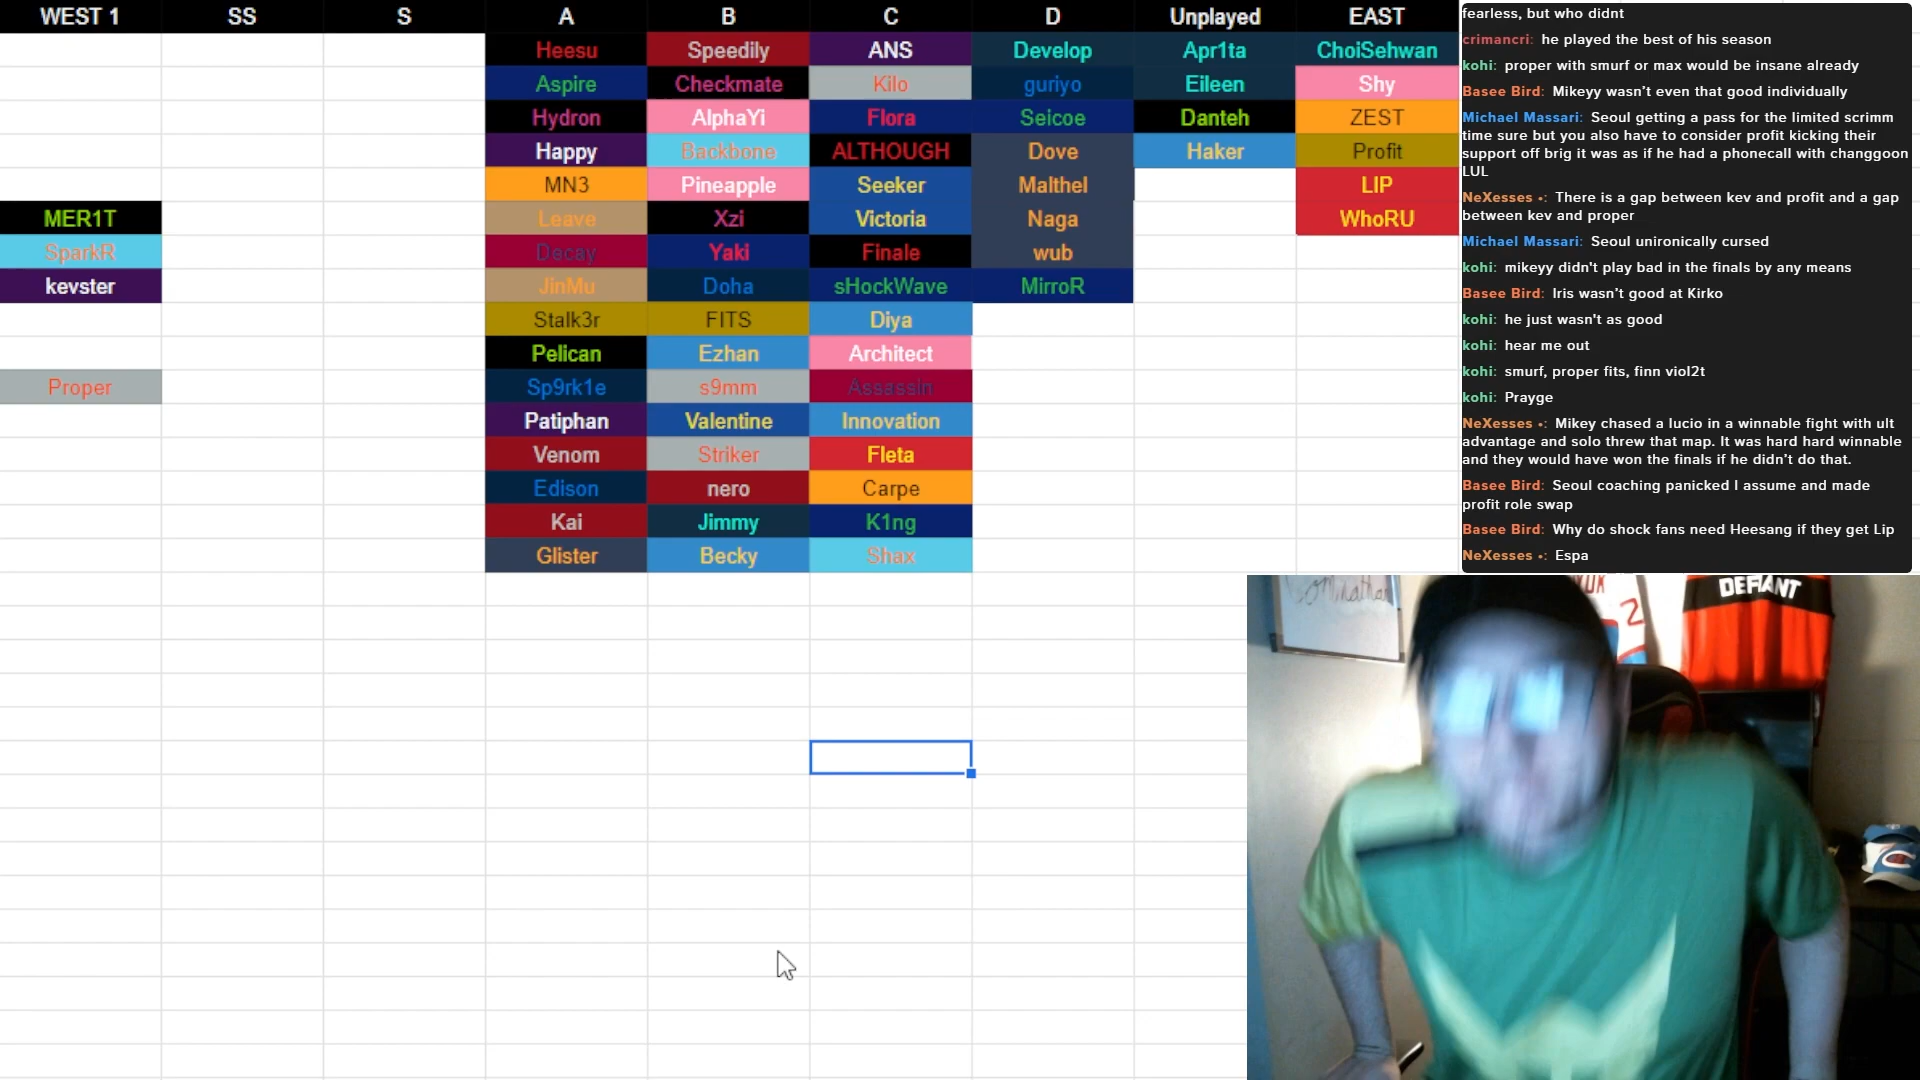 WEST 1 SS S A B C D Unplayed EAST
Heesu Speedily ANS Develop Apr1ta ChoiSehwan
Aspire Checkmate Kilo guriyo Eileen Shy
Hydron AlphaYi Flora Seicoe Danteh ZEST
Happy Backbone ALTHOUGH Dove Haker Profit
MN3 Pineapple Seeker Malthel LIP
MER1T Leave Xzi Victoria Naga WhoRU
SparkR Decay Yaki Finale wub
kevster JinMu Doha sHockWave MirroR
Stalk3r FITS Diya
Pelican Ezhan Architect
Proper Sp9rk1e s9mm Assassin
Patiphan Valentine Innovation
Venom Striker Fleta
Edison nero Carpe
Kai Jimmy K1ng
Glister Becky Shax
fearless, but who didnt
crimancri: he played the best of his season
kohi: proper with smurf or max would be insane already
Basee Bird: Mikeyy wasn't even that good individually
Michael Massari: Seoul getting a pass for the limited scrimm
time sure but you also have to consider profit kicking their
support off brig it was as if he had a phonecall with changgoon
LUL
NeXesses •: There is a gap between kev and profit and a gap
between kev and proper
Michael Massari: Seoul unironically cursed
kohi: mikeyy didn't play bad in the finals by any means
Basee Bird: Iris wasn't good at Kirko
kohi: he just wasn't as good
kohi: hear me out
kohi: smurf, proper fits, finn viol2t
kohi: Prayge
NeXesses •: Mikey chased a lucio in a winnable fight with ult
advantage and solo threw that map. It was hard hard winnable
and they would have won the finals if he didn't do that.
Basee Bird: Seoul coaching panicked I assume and made
profit role swap
Basee Bird: Why do shock fans need Heesang if they get Lip
NeXesses •: Espa
DEFIANT